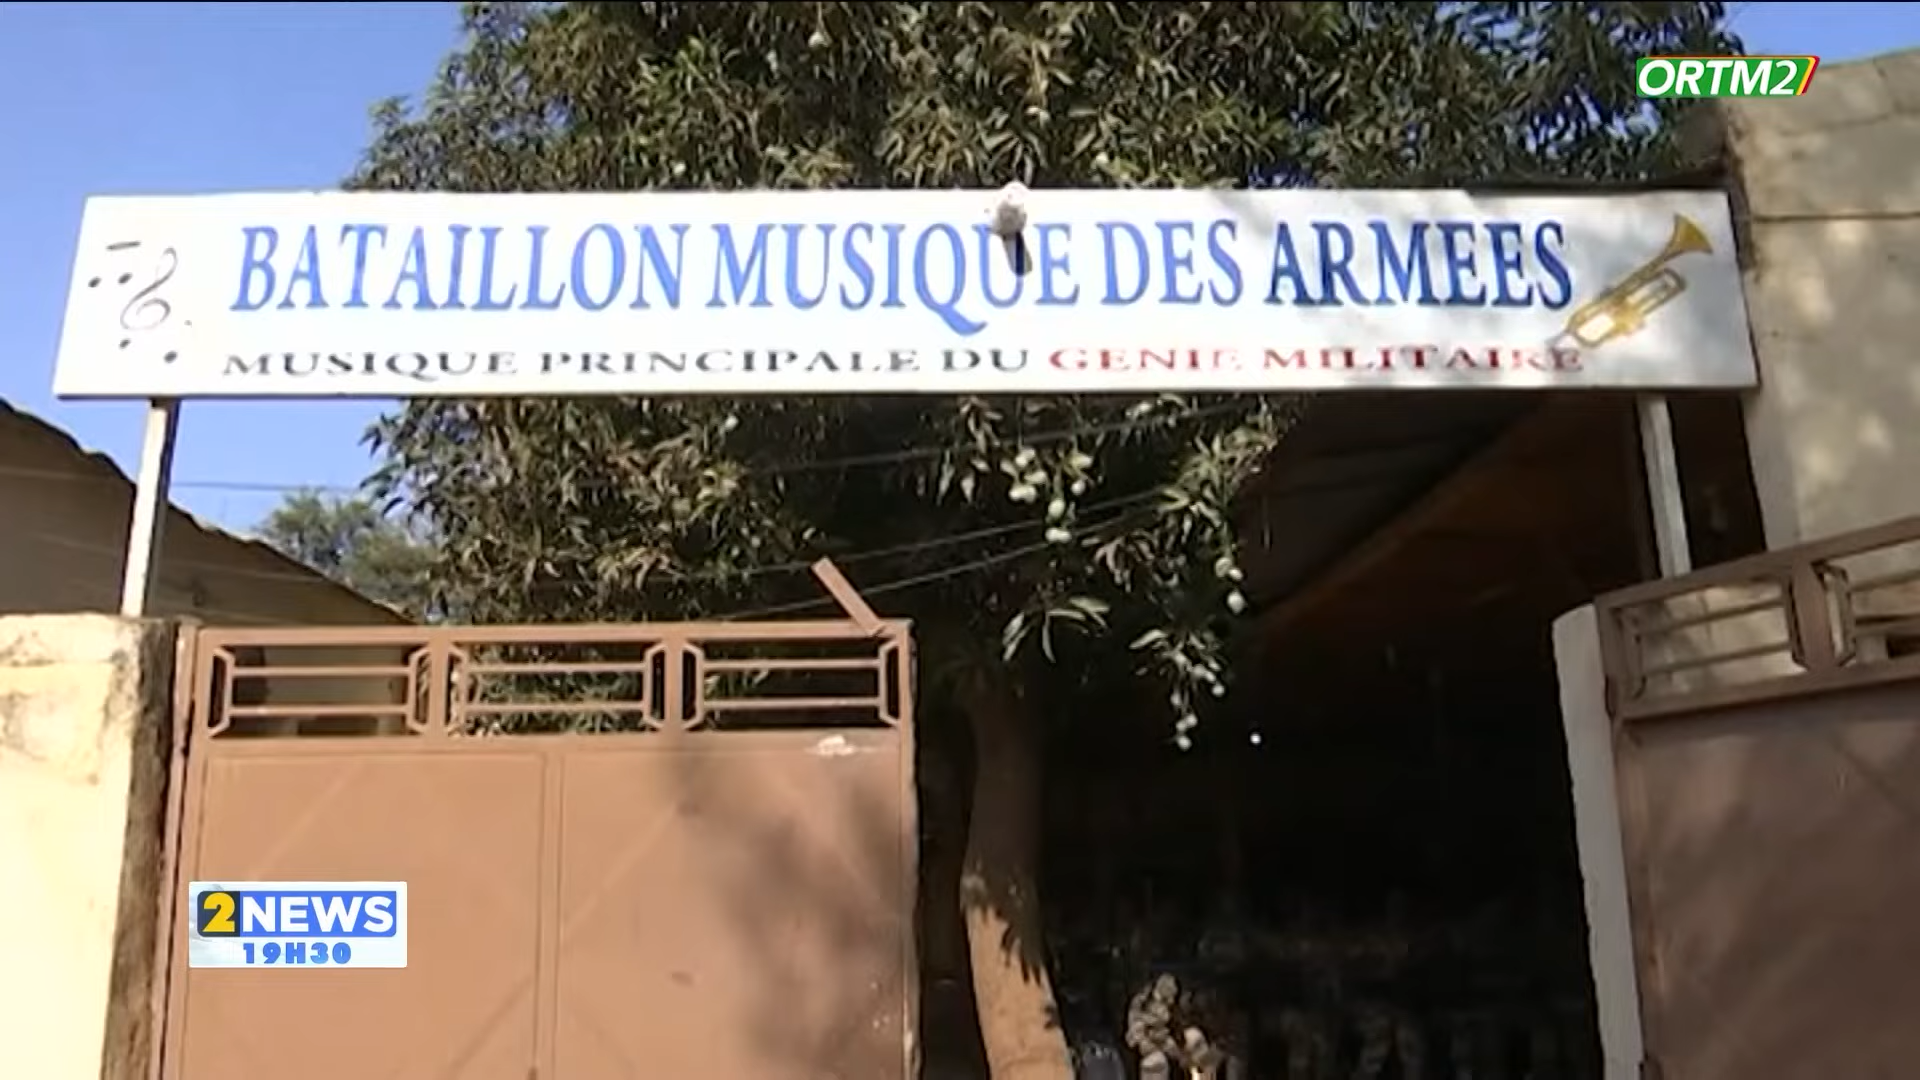 ORTM2
BATAILLON MUSIQUE DES ARMEES
MUSIQUE PRINCIPALE DU GENIE MILITAIRE
2NEWS
19H30